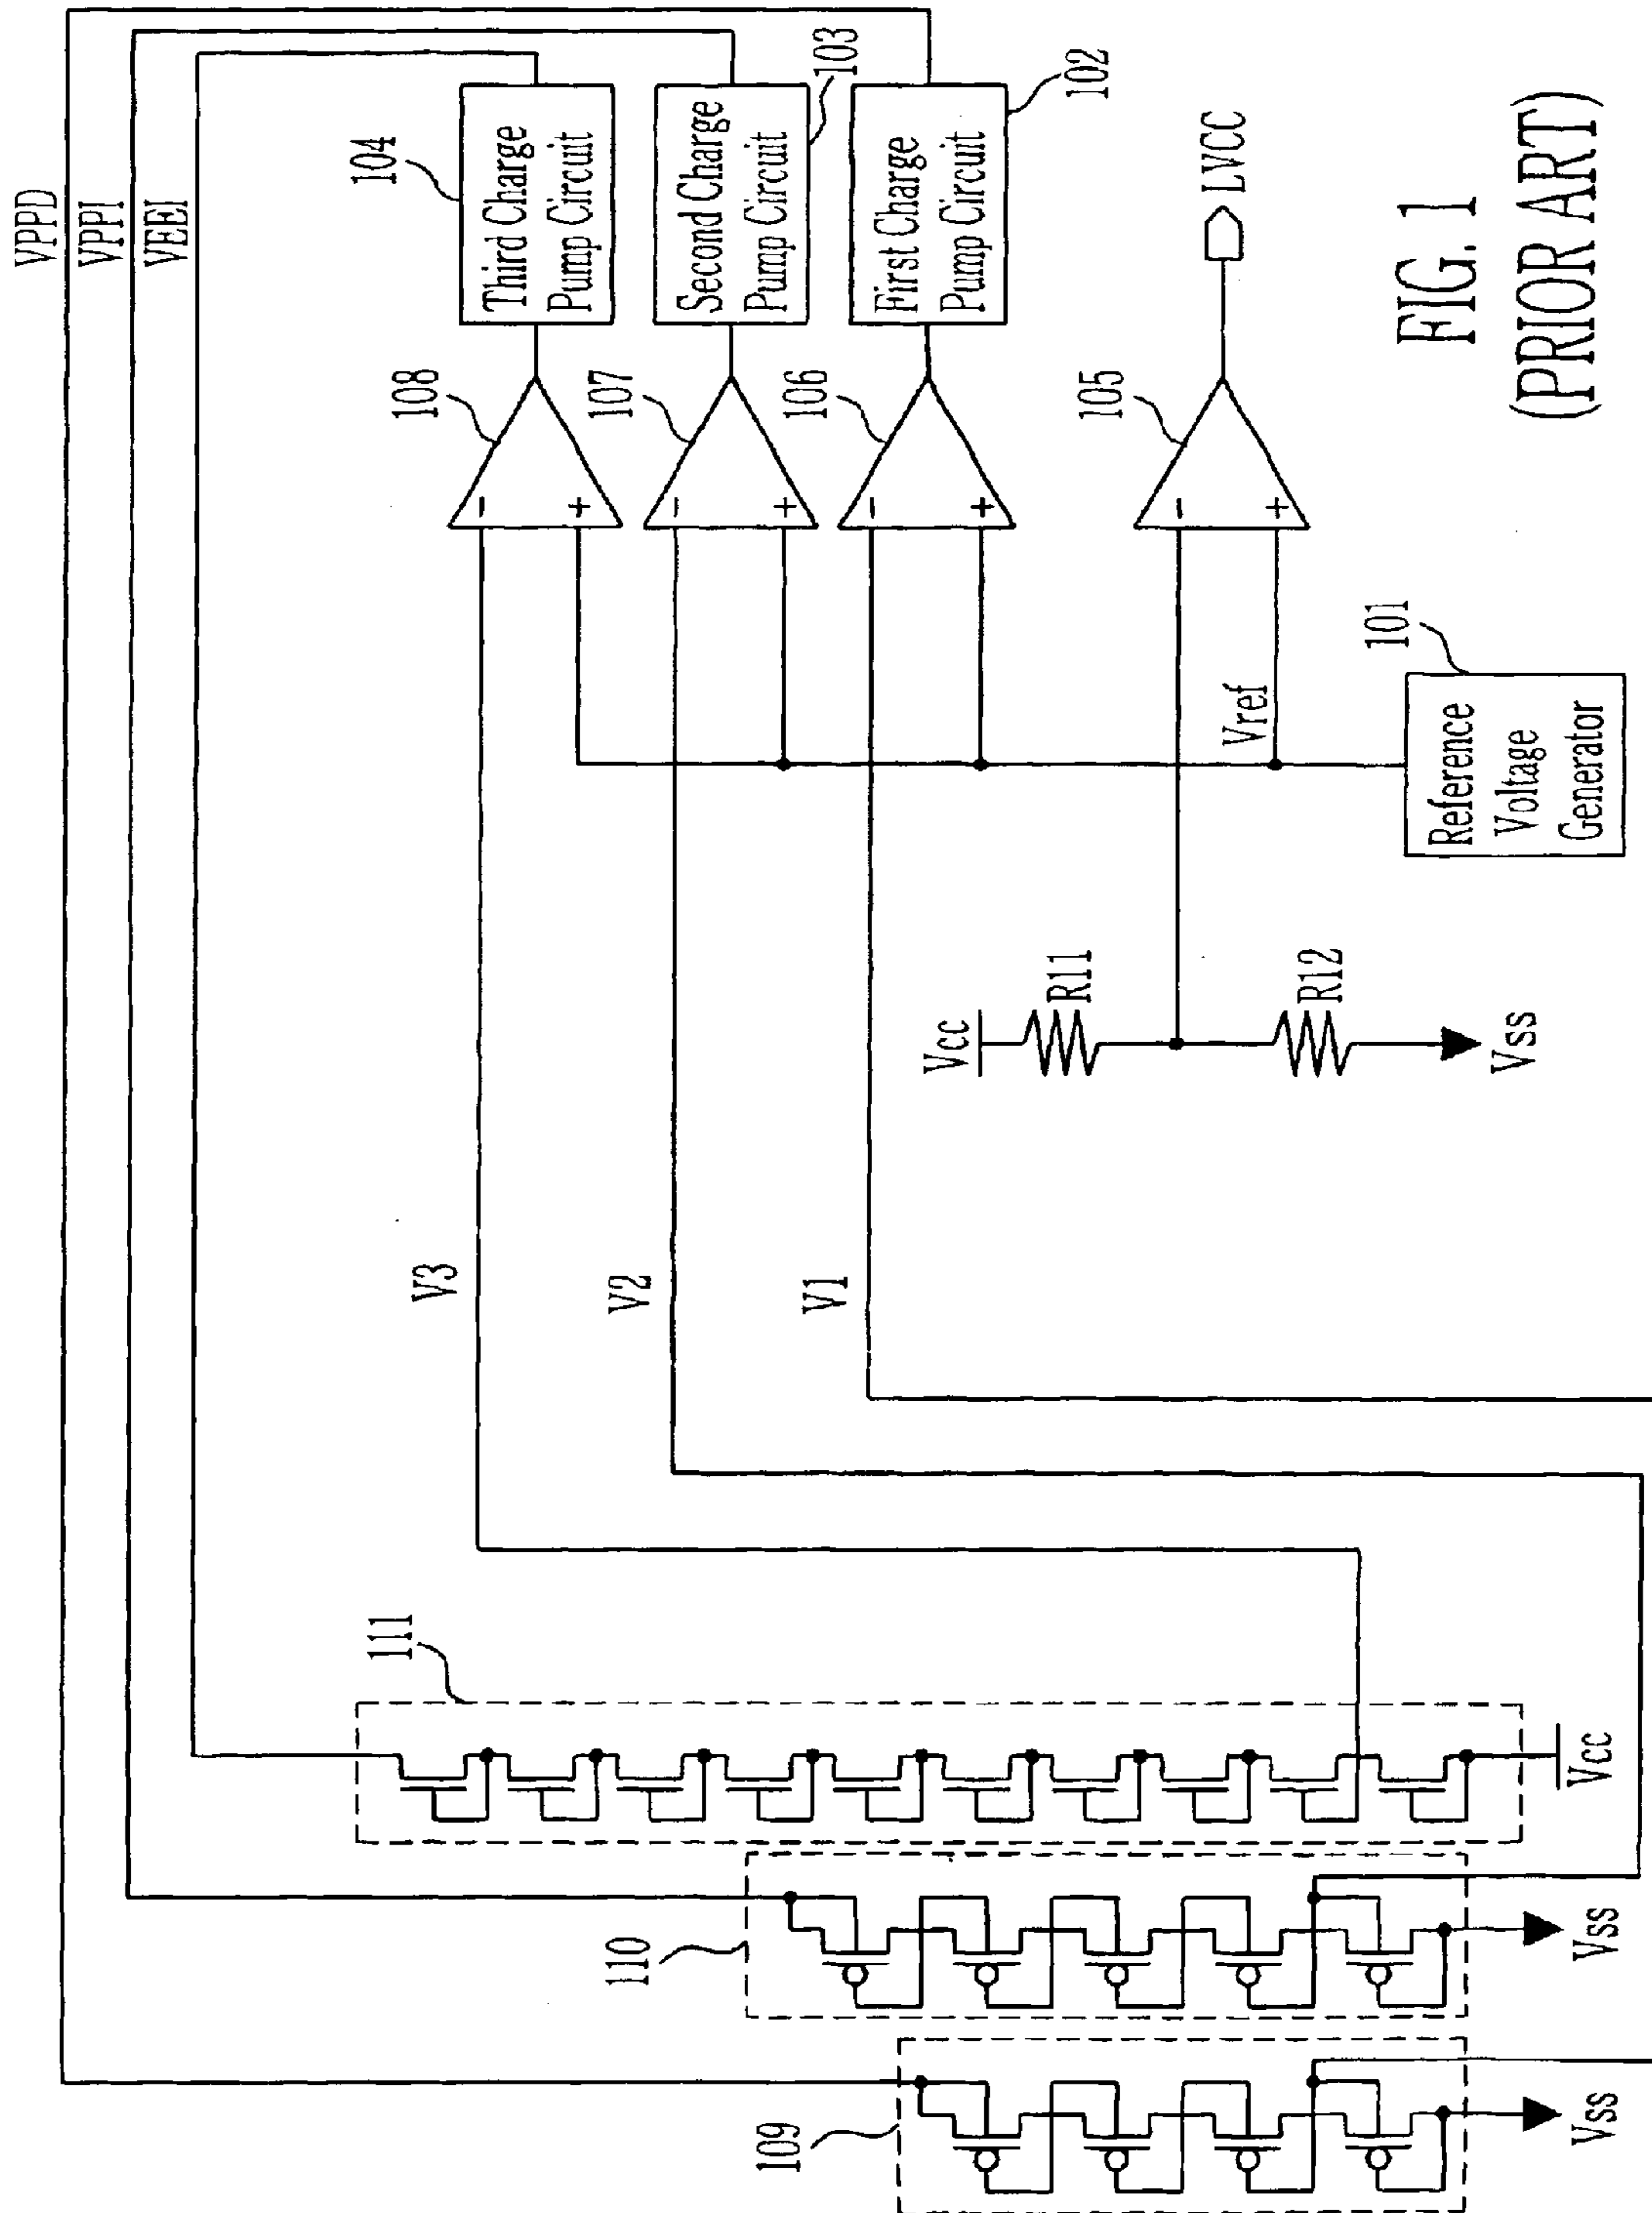 VPPD
VPPI
VEEI
104
Third Charge
Pump Circuit
103
Second Charge
Pump Circuit
102
First Charge
Pump Circuit
108
-
+
107
-
+
106
-
+
105
-
+
LVCC
Vref
101
Reference
Voltage
Generator
V3
V2
V1
Vcc
R11
R12
Vss
111
Vcc
110
Vss
109
Vss
FIG. 1
(PRIOR ART)